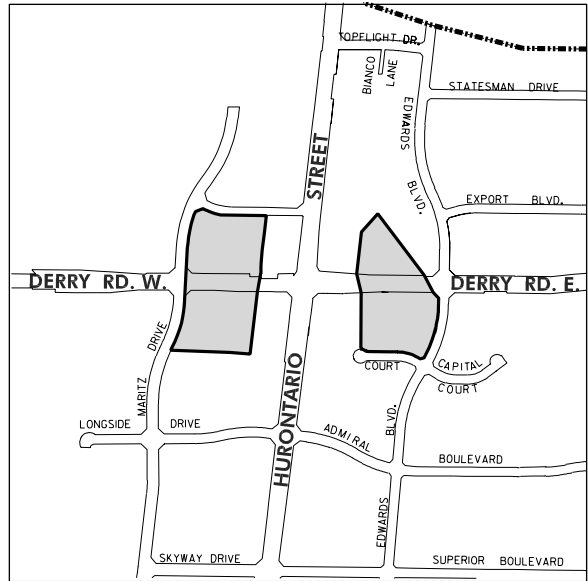 TOPFLIGHT DR.
BIANCO
LANE
STATESMAN DRIVE
EDWARDS
BLVD.
STREET
EXPORT BLVD.
DERRY RD. W.
DERRY RD. E.
MARITZ
DRIVE
COURT
CAPITAL
COURT
HURONTARIO
LONGSIDE DRIVE
ADMIRAL
BOULEVARD
BLVD.
EDWARDS
SKYWAY DRIVE
SUPERIOR BOULEVARD